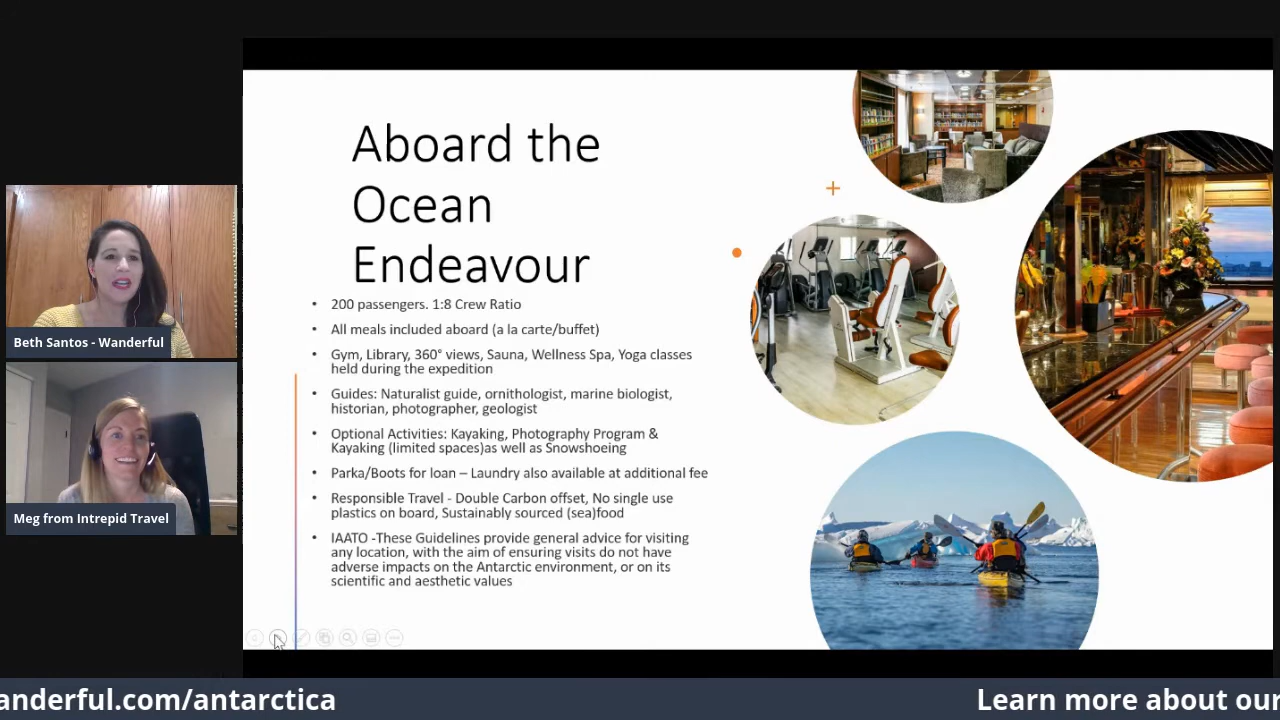 Aboard the
Ocean
Endeavour
• 200 passengers. 1:8 Crew Ratio
• All meals included aboard (a la carte/buffet)
• Gym, Library, 360° views, Sauna, Wellness Spa, Yoga classes
held during the expedition
• Guides: Naturalist guide, ornithologist, marine biologist,
historian, photographer, geologist
• Optional Activities: Kayaking, Photography Program &
Kayaking (limited spaces)as well as Snowshoeing
• Parka/Boots for loan – Laundry also available at additional fee
• Responsible Travel - Double Carbon offset, No single use
plastics on board, Sustainably sourced (sea)food
• IAATO -These Guidelines provide general advice for visiting
any location, with the aim of ensuring visits do not have
adverse impacts on the Antarctic environment, or on its
scientific and aesthetic values
Beth Santos - Wanderful
Meg from Intrepid Travel
anderful.com/antarctica
Learn more about our